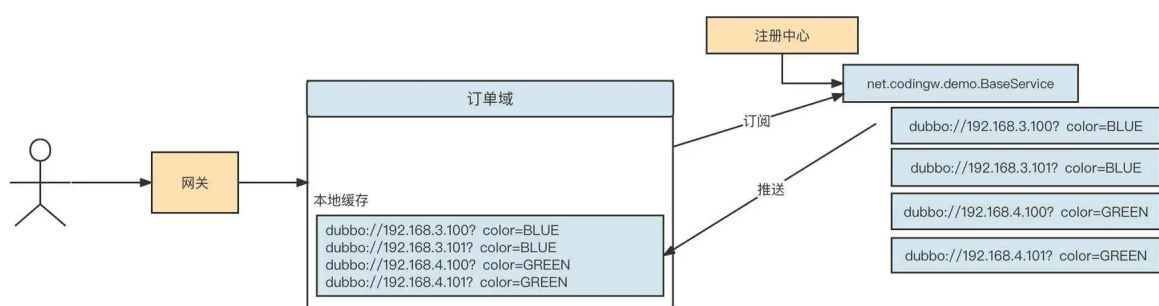 注册中心
net.codingw.demo.BaseService
订单域
订阅
dubbo://192.168.3.100? color=BLUE
dubbo://192.168.3.101? color=BLUE
dubbo://192.168.4.100? color=GREEN
dubbo://192.168.4.101? color=GREEN
网关
推送
本地缓存
dubbo://192.168.3.100? color=BLUE
dubbo://192.168.3.101? color=BLUE
dubbo://192.168.4.100? color=GREEN
dubbo://192.168.4.101? color=GREEN